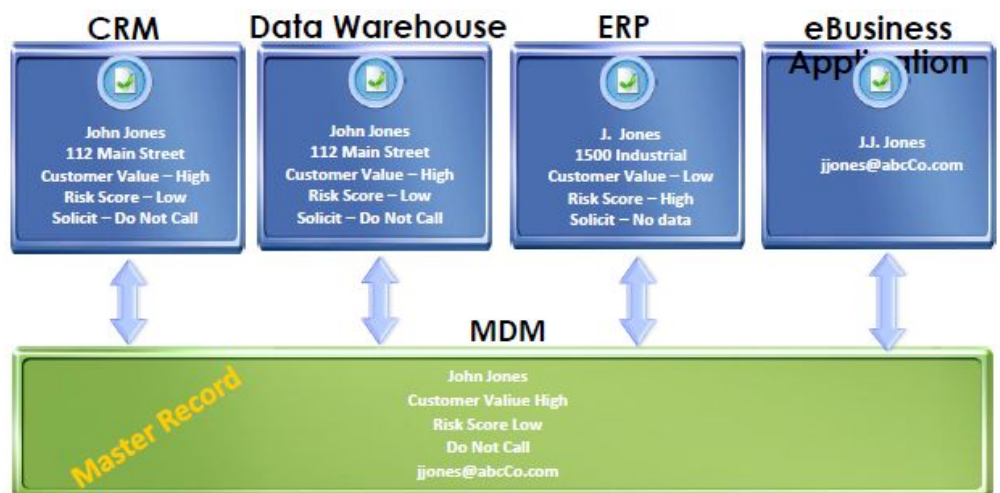 CRM
John Jones
112 Main Street
Customer Value – High
Risk Score – Low
Solicit – Do Not Call
Data Warehouse
John Jones
112 Main Street
Customer Value – High
Risk Score – Low
Solicit – Do Not Call
ERP
J. Jones
1500 Industrial
Customer Value – Low
Risk Score – High
Solicit – No data
eBusiness
Application
J.J. Jones
jjones@abcCo.com
MDM
Master Record
John Jones
Customer Valiue High
Risk Score Low
Do Not Call
jjones@abcCo.com